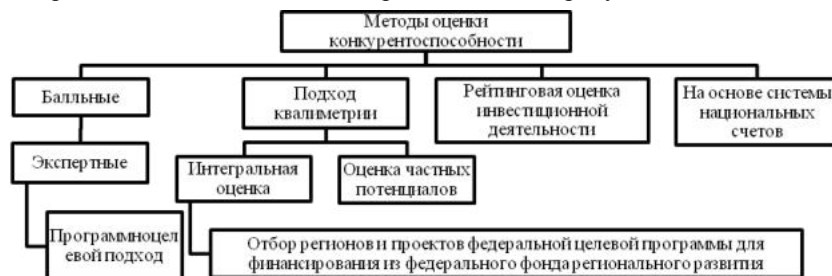 Методы оценки
конкурентоспособности
Балльные
Подход
квалиметрии
Рейтинговая оценка
инвестиционной
деятельности
На основе системы
национальных
счетов
Экспертные
Интегральная
оценка
Оценка частных
потенциалов
Программноцел
евой подход
Отбор регионов и проектов федеральной целевой программы для
финансирования из федерального фонда регионального развития